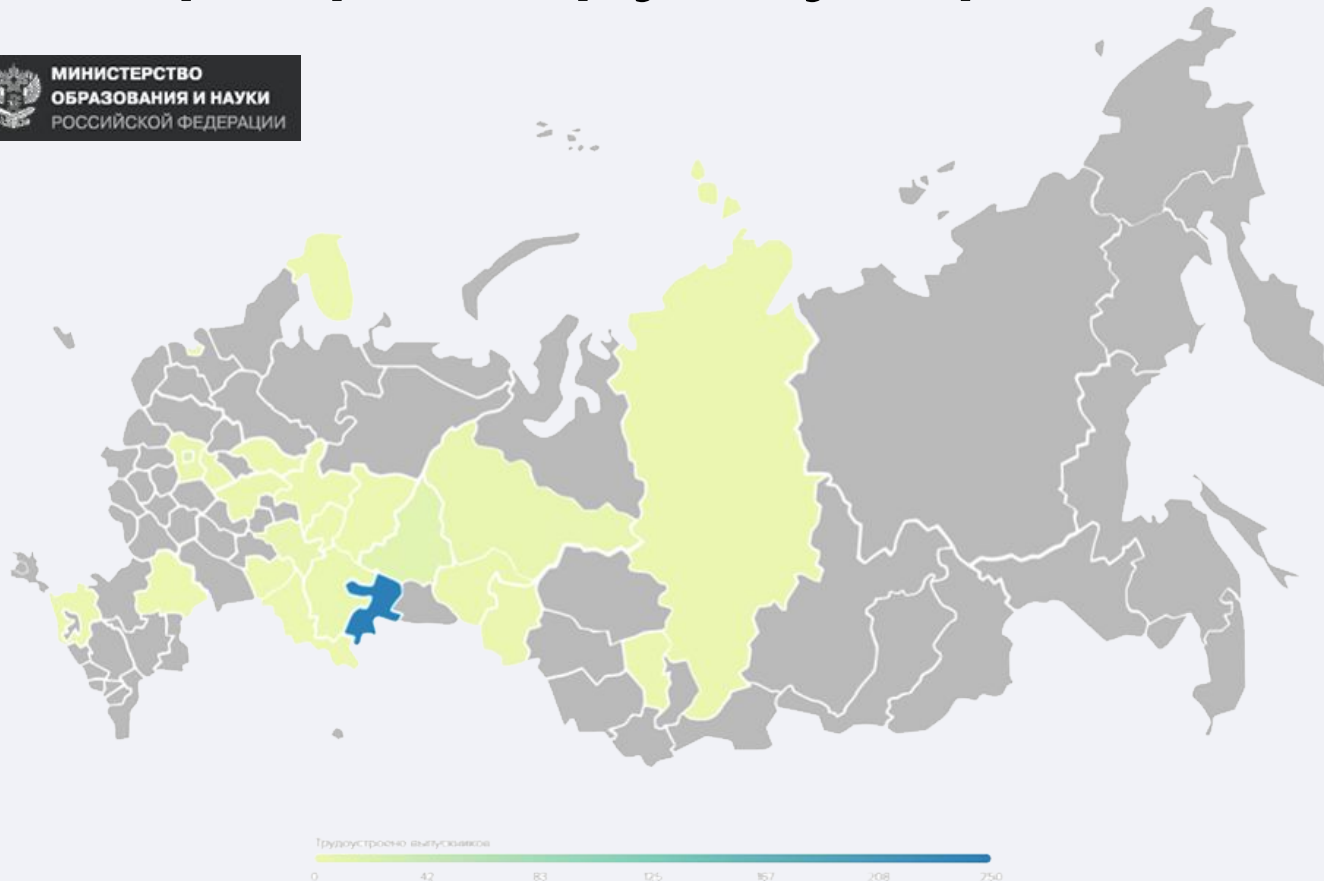 МИНИСТЕРСТВО
ОБРАЗОВАНИЯ И НАУКИ
РОССИЙСКОЙ ФЕДЕРАЦИИ
Трудоустроено выпускников
0 42 83 125 167 208 250